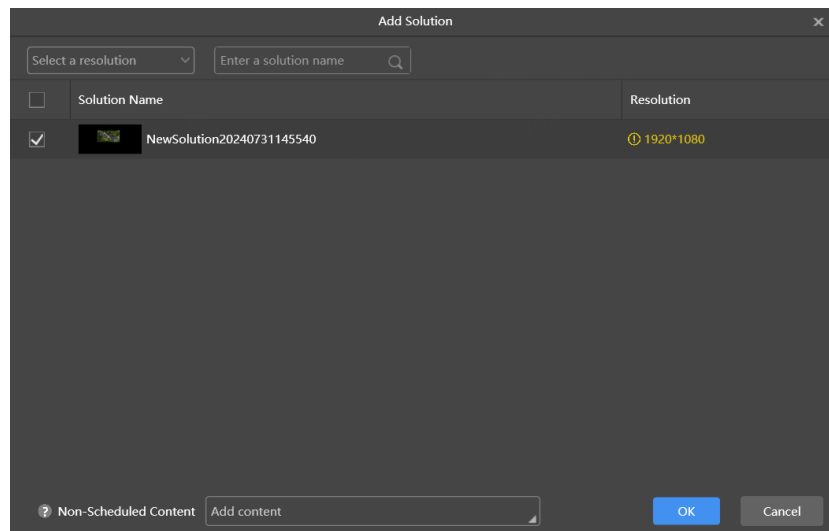 Add Solution
Select a resolution Enter a solution name
Solution Name Resolution
NewSolution20240731145540 1920*1080
Non-Scheduled Content Add content OK Cancel